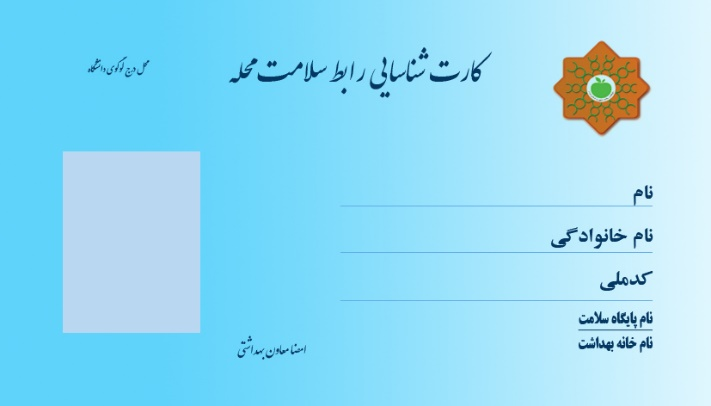 کارت شناسایی رابط سلامت محله
محل درج لوگوی دانشگاه
نام
نام خانوادگی
کدملی
نام پایگاه سلامت
نام خانه بهداشت
امضا معاون بهداشتی